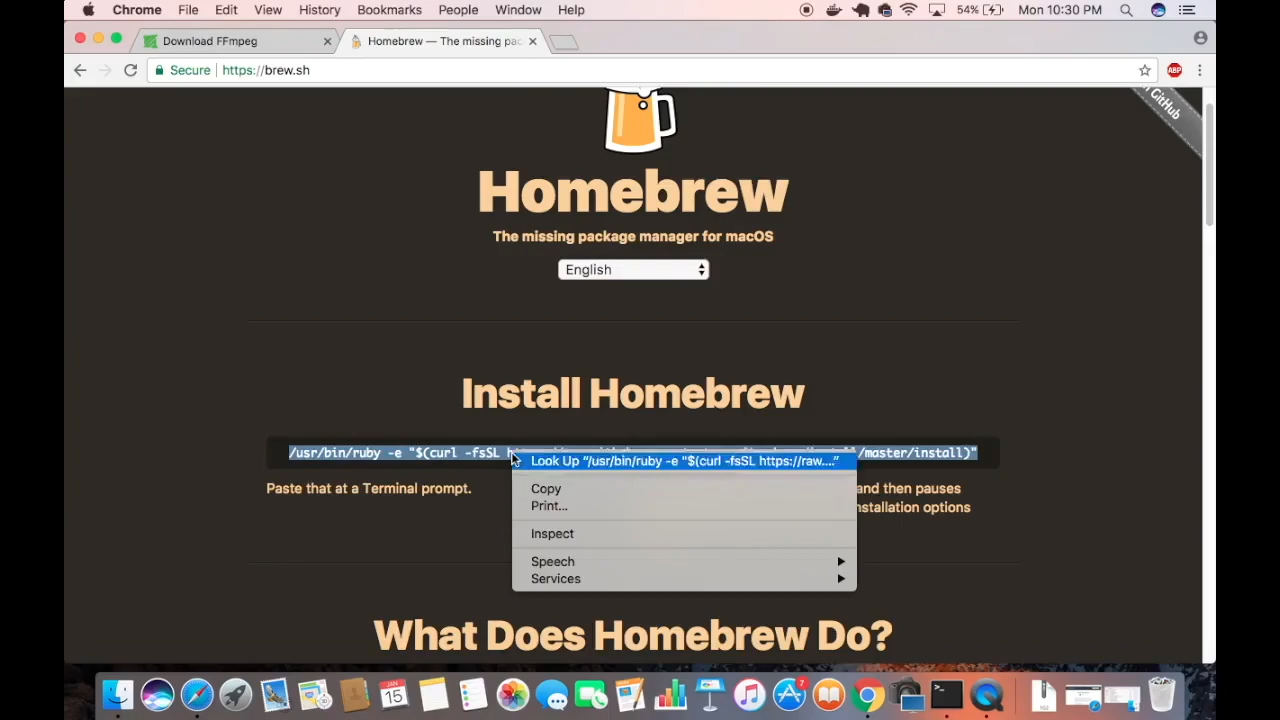 Chrome File Edit View History Bookmarks People Window Help 54% Mon 10:30 PM
Download FFmpeg Homebrew — The missing pac
Secure https://brew.sh ABP
GitHub
Homebrew
The missing package manager for macOS
English
Install Homebrew
/usr/bin/ruby -e "$(curl -fsSL /master/install)"
Look Up “/usr/bin/ruby -e "$(curl -fsSL https://raw....”
Paste that at a Terminal prompt. and then pauses
nstallation options
Copy
Print...
Inspect
Speech
Services
What Does Homebrew Do?
JAN
15
7